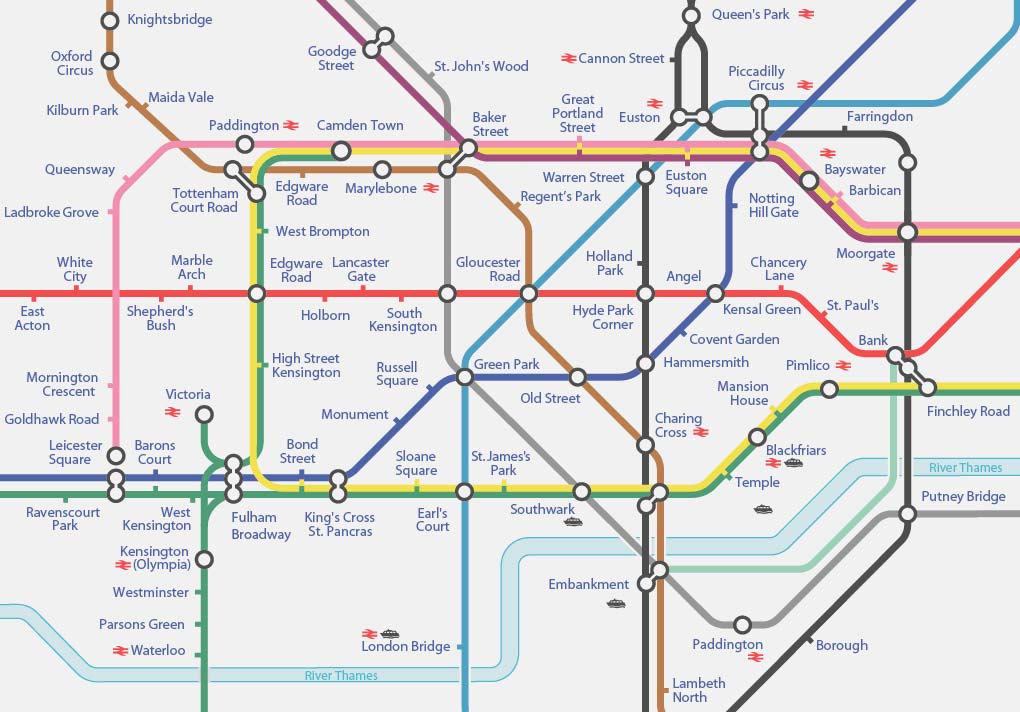 Knightsbridge
Queen's Park
Oxford
Circus
Goodge
Street
St. John's Wood
Cannon Street
Piccadilly
Circus
Kilburn Park
Maida Vale
Great
Portland
Street
Euston
Farringdon
Paddington
Camden Town
Baker
Street
Queensway
Tottenham
Court Road
Edgware
Road
Marylebone
Regent's Park
Warren Street
Euston
Square
Bayswater
Barbican
Notting
Hill Gate
Ladbroke Grove
West Brompton
Moorgate
White
City
Marble
Arch
Edgware
Road
Lancaster
Gate
Gloucester
Road
Holland
Park
Angel
Chancery
Lane
East
Acton
Shepherd's
Bush
Holborn
South
Kensington
Hyde Park
Corner
Kensal Green
St. Paul's
Covent Garden
Bank
High Street
Kensington
Russell
Square
Green Park
Hammersmith
Pimlico
Mornington
Crescent
Victoria
Old Street
Mansion
House
Finchley Road
Goldhawk Road
Monument
Charing
Cross
Leicester
Square
Barons
Court
Bond
Street
Sloane
Square
St.James's
Park
Blackfriars
River Thames
Temple
Putney Bridge
Ravenscourt
Park
West
Kensington
Fulham
Broadway
King's Cross
St. Pancras
Earl's
Court
Southwark
Kensington
(Olympia)
Westminster
Embankment
Parsons Green
Waterloo
London Bridge
Paddington
Borough
River Thames
Lambeth
North